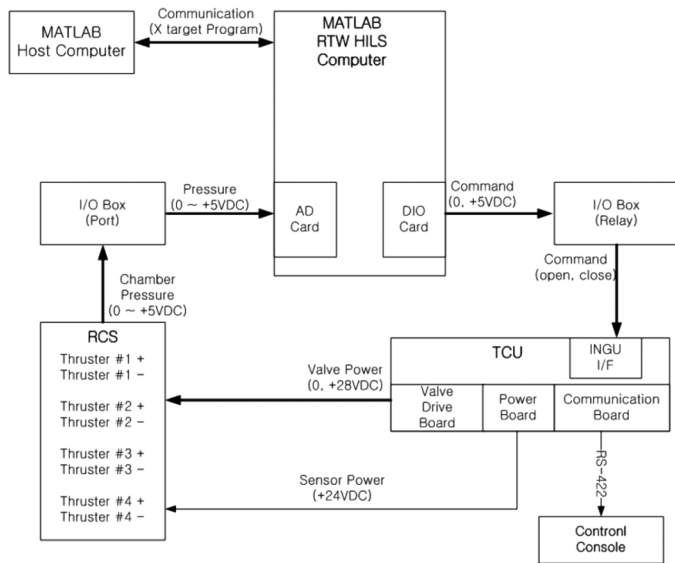 MATLAB
Host Computer
Communication
(X target Program)
MATLAB
RTW HILS
Computer
I/O Box
(Port)
Pressure
(0 ~ +5VDC)
AD
Card
DIO
Card
Command
(0, +5VDC)
I/O Box
(Relay)
Chamber
Pressure
(0 ~ +5VDC)
Command
(open, close)
RCS
Thruster #1 +
Thruster #1 -
Thruster #2 +
Thruster #2 -
Thruster #3 +
Thruster #3 -
Thruster #4 +
Thruster #4 -
Valve Power
(0, +28VDC)
TCU
INGU
I/F
Valve
Drive
Board
Power
Board
Communication
Board
Sensor Power
(+24VDC)
RS-422
Contronl
Console